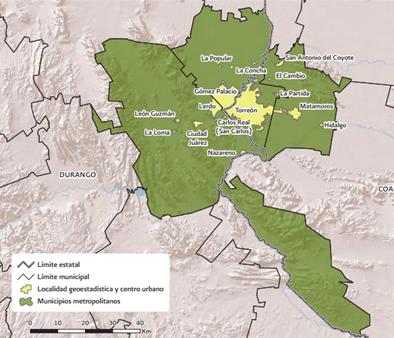 La Popular
San Antonio del Coyote
La Concha
El Cambio
Gómez Palacio
La Partida
Lerdo
Torreón
Matamoros
León Guzmán
Carlos Real
(San Carlos)
Hidalgo
La Loma
Ciudad
Juárez
Nazareno
DURANGO
COA
Límite estatal
Límite municipal
Localidad geoestadística y centro urbano
Municipios metropolitanos
0 10 20 30 40
Km